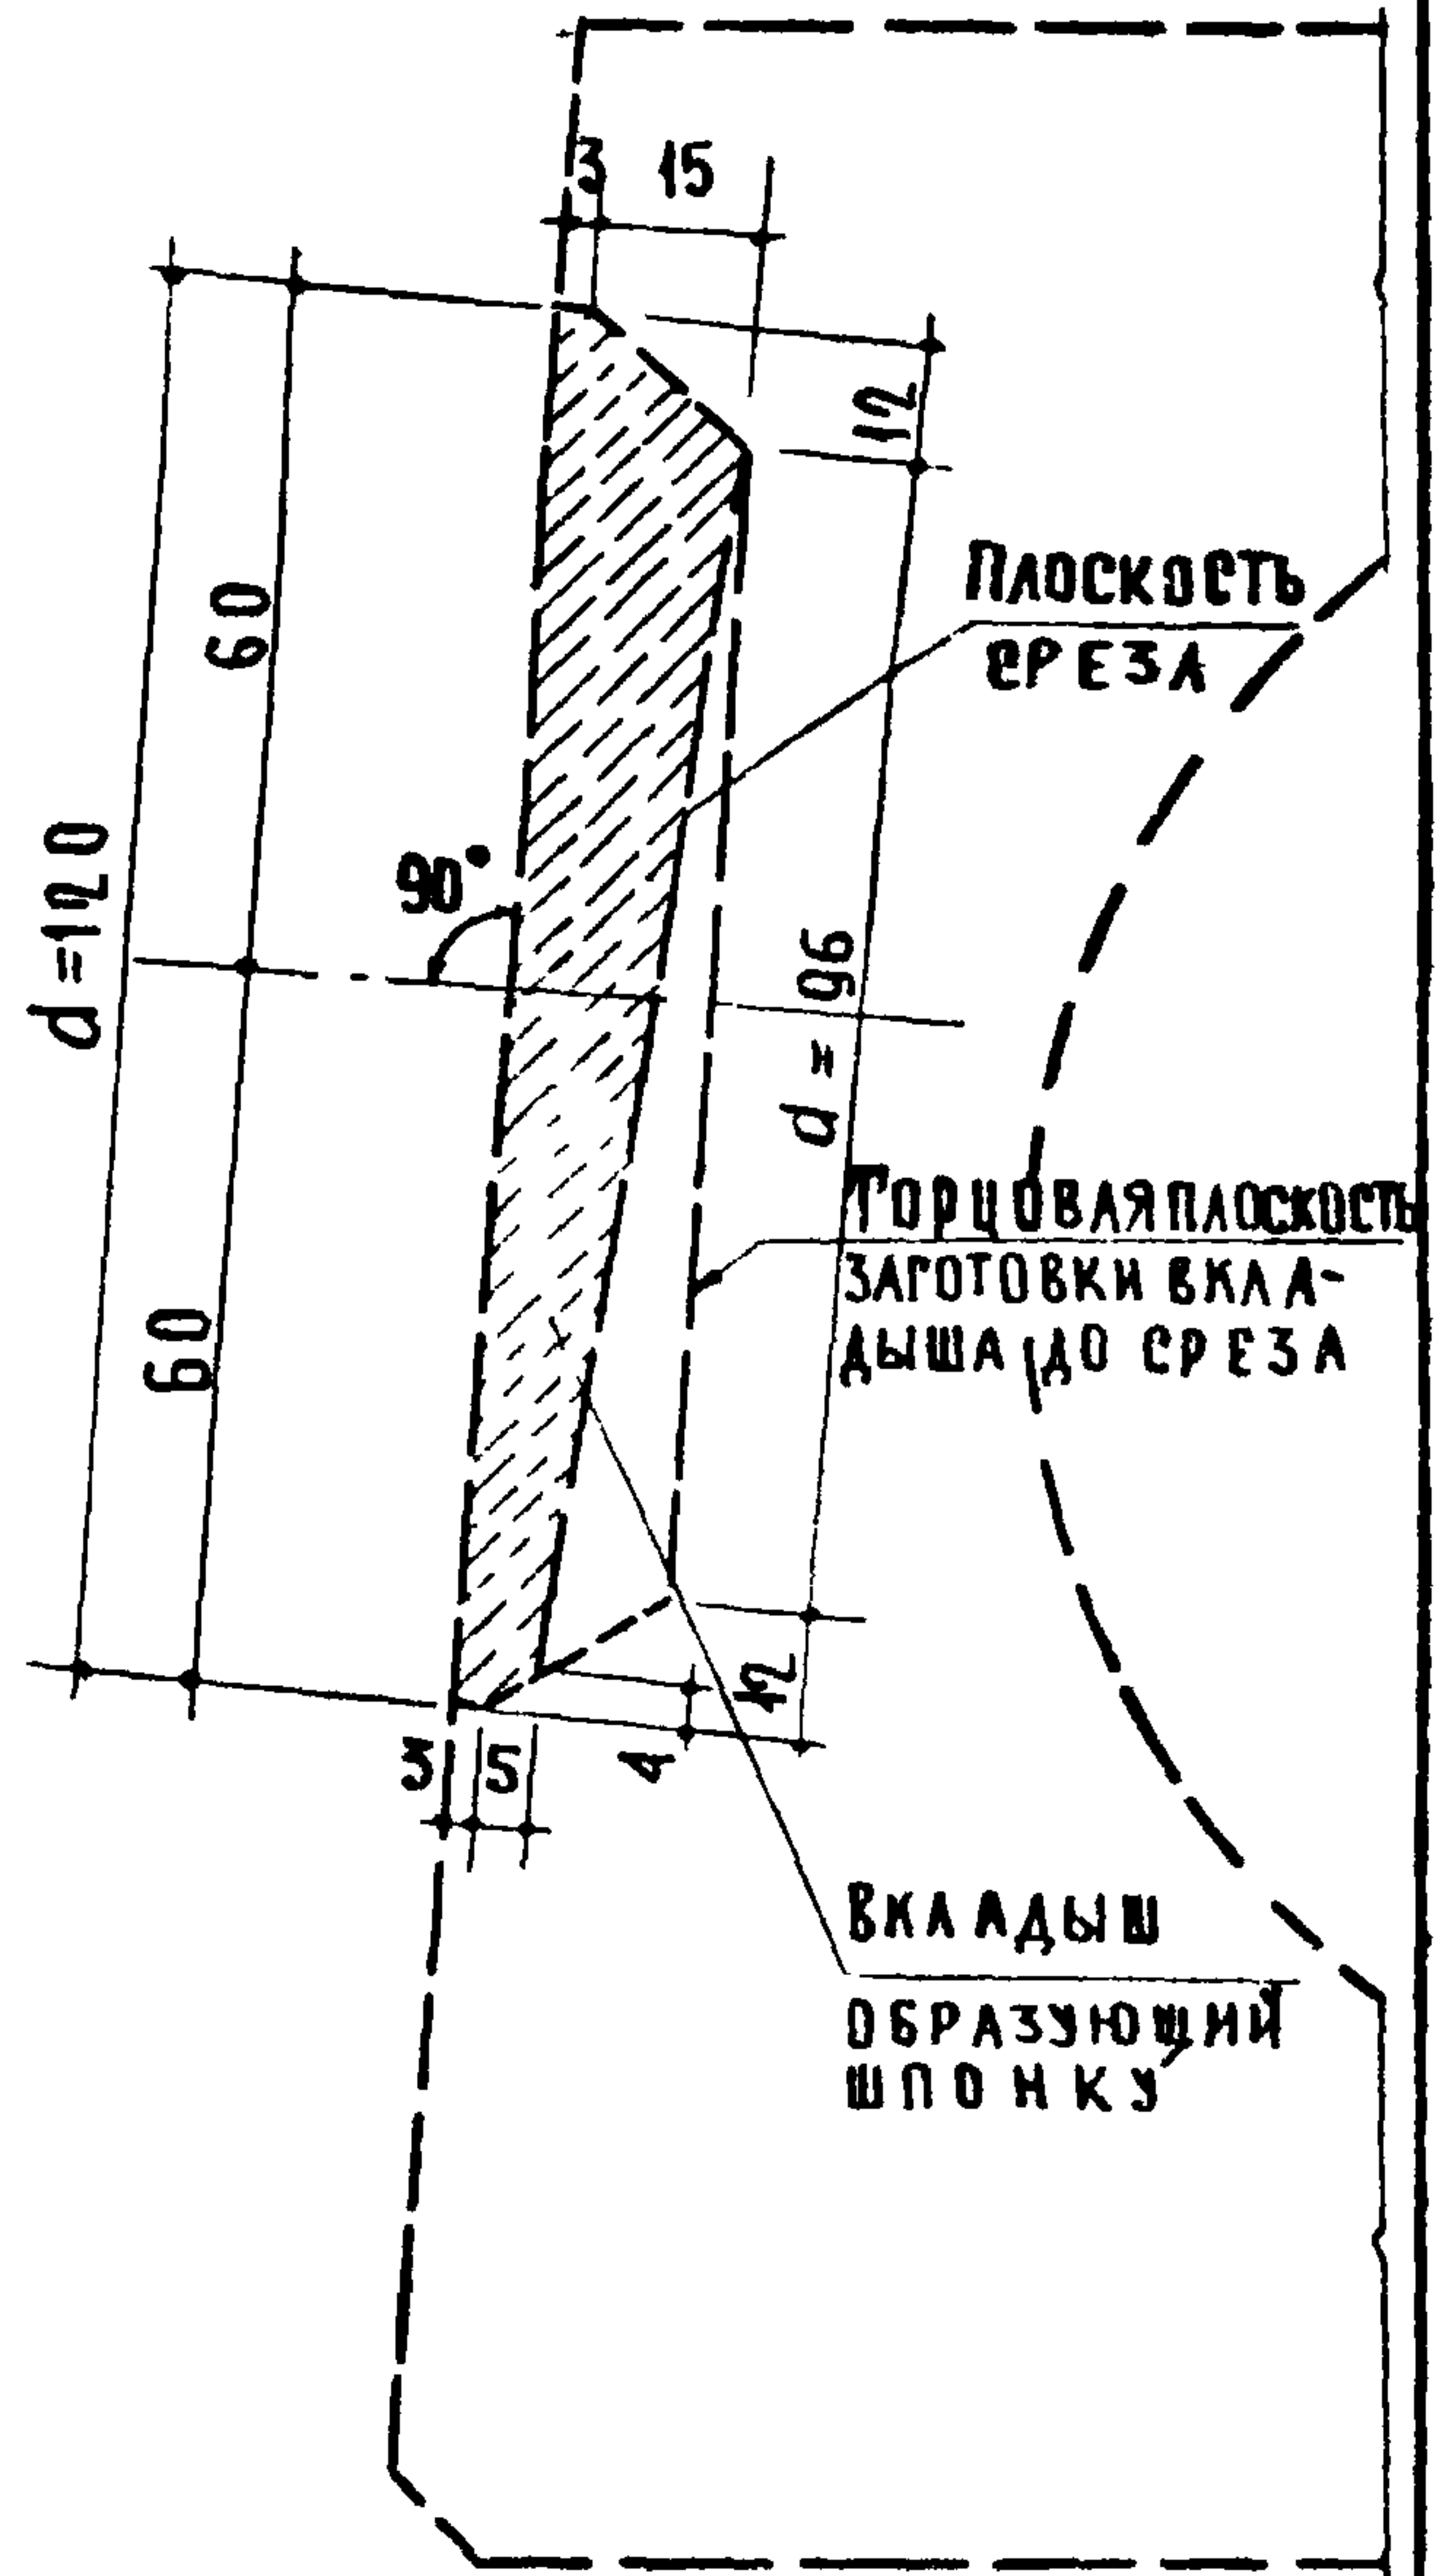 3 15
12
60
ПЛОСКОСТЬ
СРЕЗА
d=120
90°
d=96
ТОРЦОВАЯ ПЛОСКОСТЬ
ЗАГОТОВКИ ВКЛА-
ДЫША ДО СРЕЗА
60
12
3 5 4
ВКЛАДЫШ
ОБРАЗУЮЩИЙ
ШПОНКУ